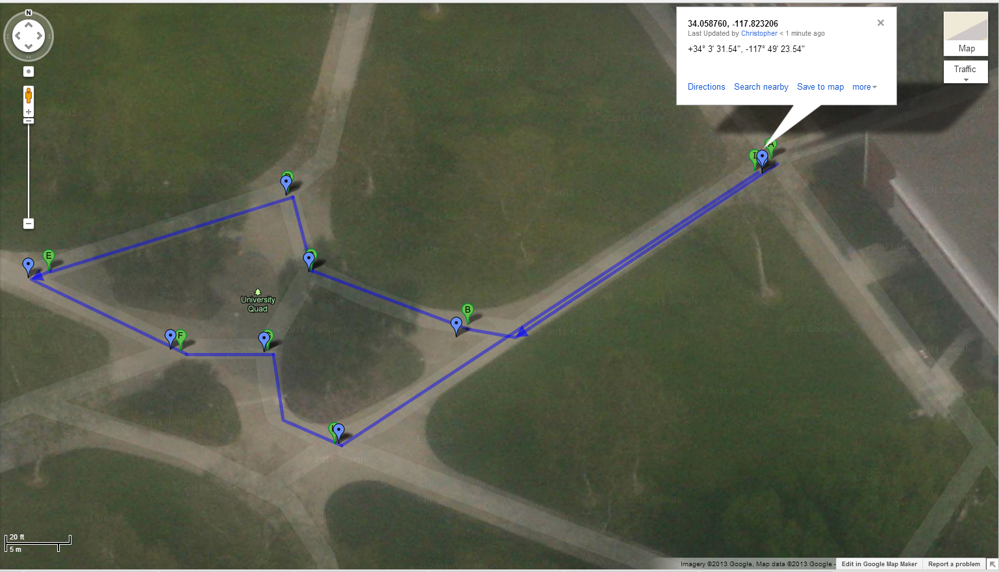 N
34.058760, -117.823206
Last Updated by Christopher < 1 minute ago
+34° 3' 31.54", -117° 49' 23.54"
Directions Search nearby Save to map more
Map
Traffic
A
E
B
University
Quad
F
20 ft
5 m
Imagery ©2013 Google, Map data ©2013 Google -
Edit in Google Map Maker
Report a problem